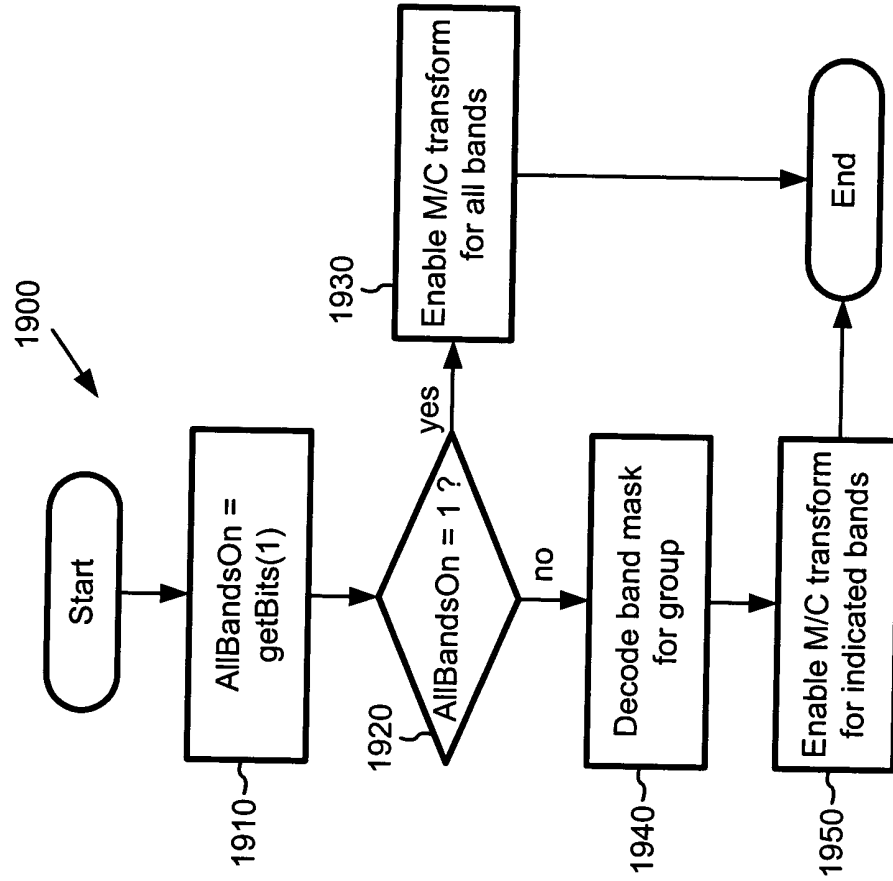 1900
Start
1910
AllBandsOn =
getBits(1)
1920
AllBandsOn = 1 ?
yes
1930
Enable M/C transform
for all bands
no
1940
Decode band mask
for group
1950
Enable M/C transform
for indicated bands
End